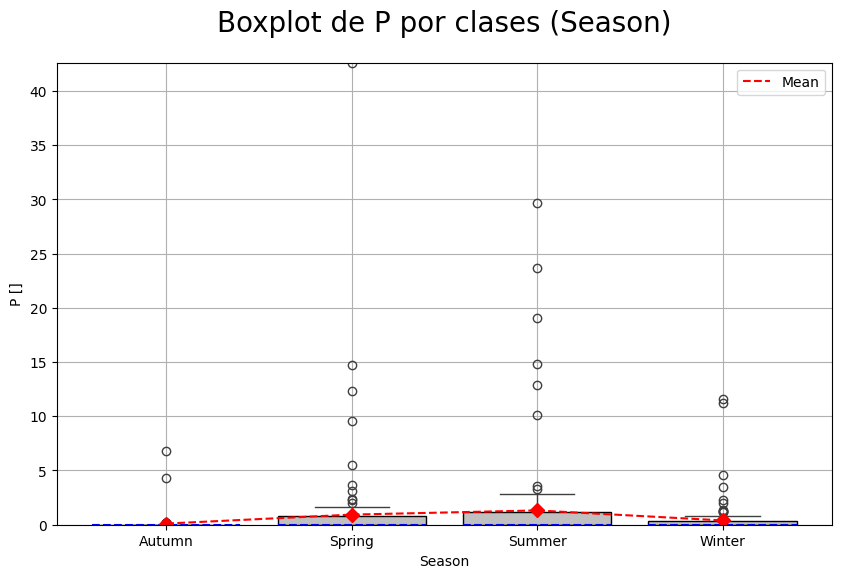 Boxplot de P por clases (Season)
Mean
40
35
30
25
20
15
10
5
0
P []
Autumn Spring Summer Winter
Season